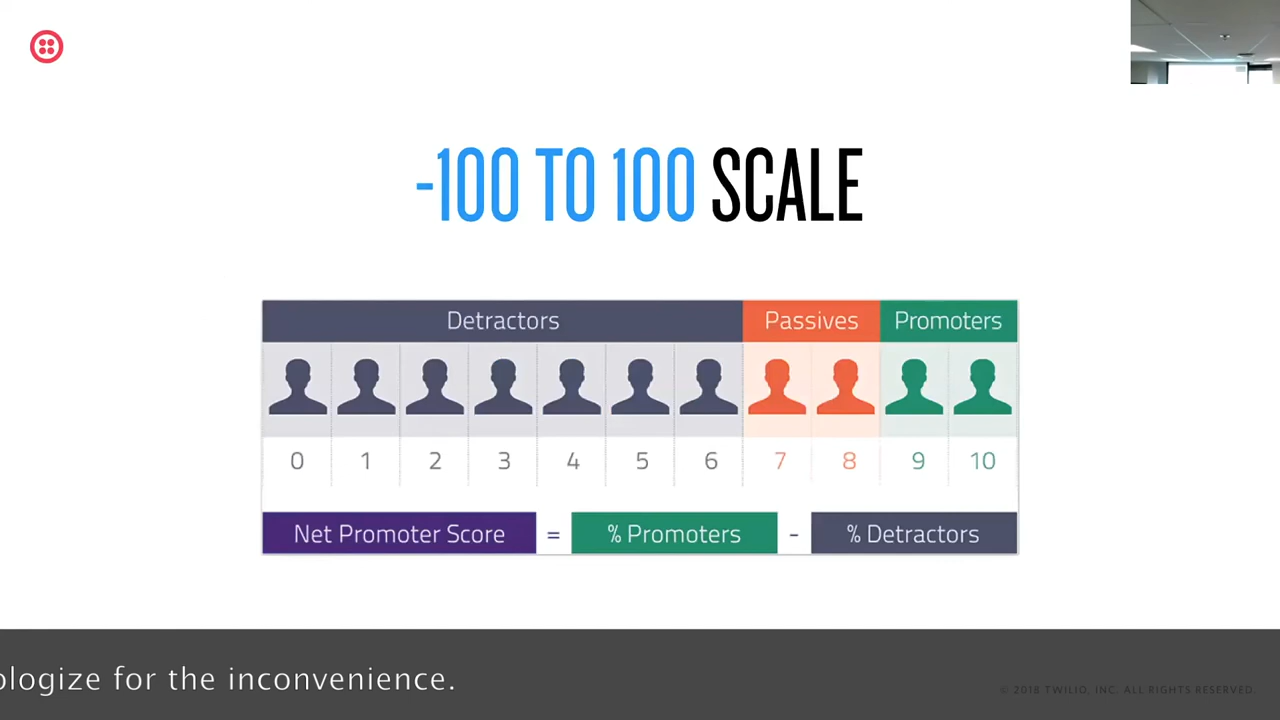 -100 TO 100 SCALE
Detractors Passives Promoters
0 1 2 3 4 5 6 7 8 9 10
Net Promoter Score = % Promoters - % Detractors
ologize for the inconvenience.
© 2018 TWILIO, INC. ALL RIGHTS RESERVED.